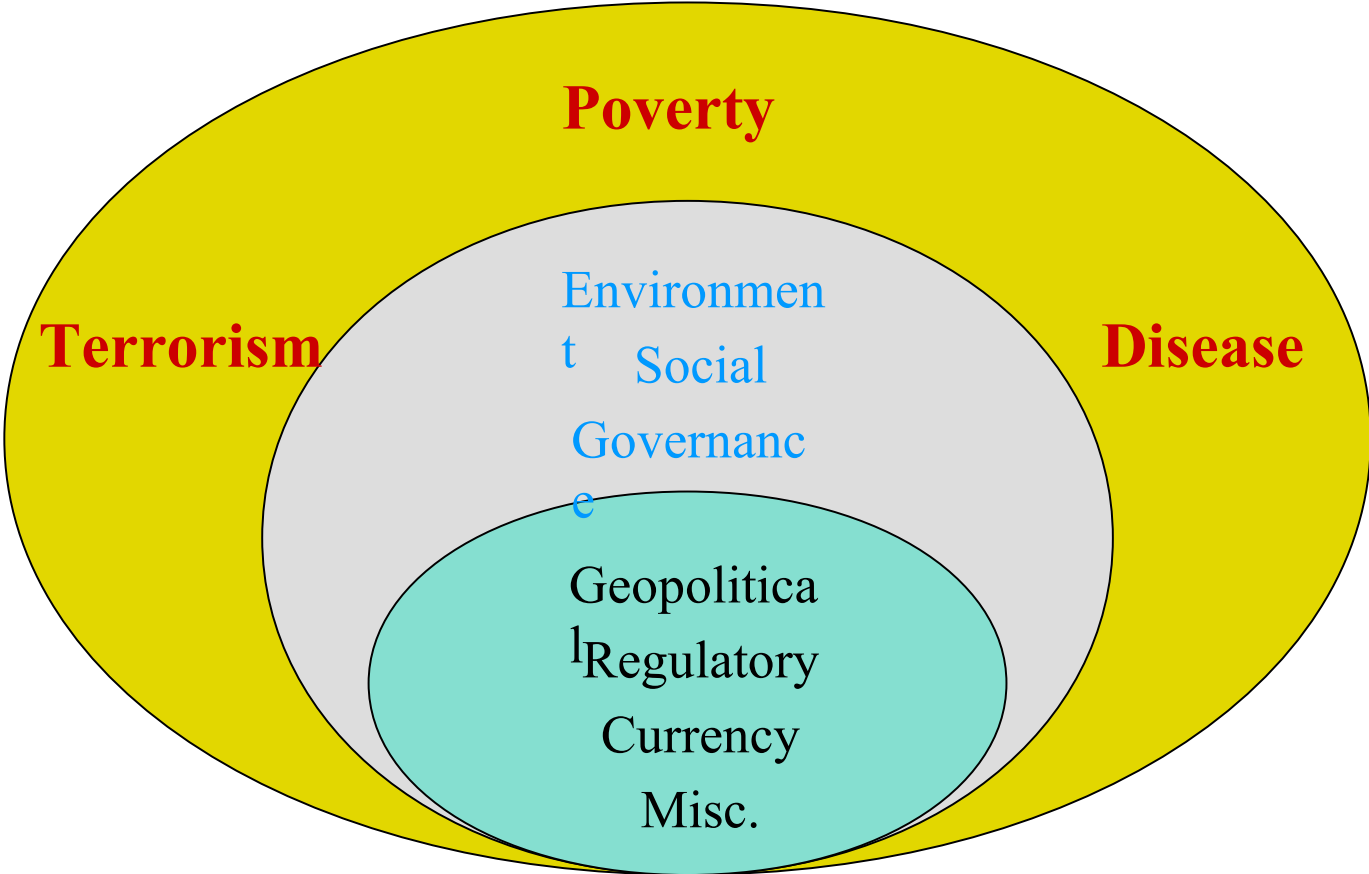 Poverty
Terrorism
Disease
Environmen
t
Social
Governanc
e
Geopolitica
l
Regulatory
Currency
Misc.